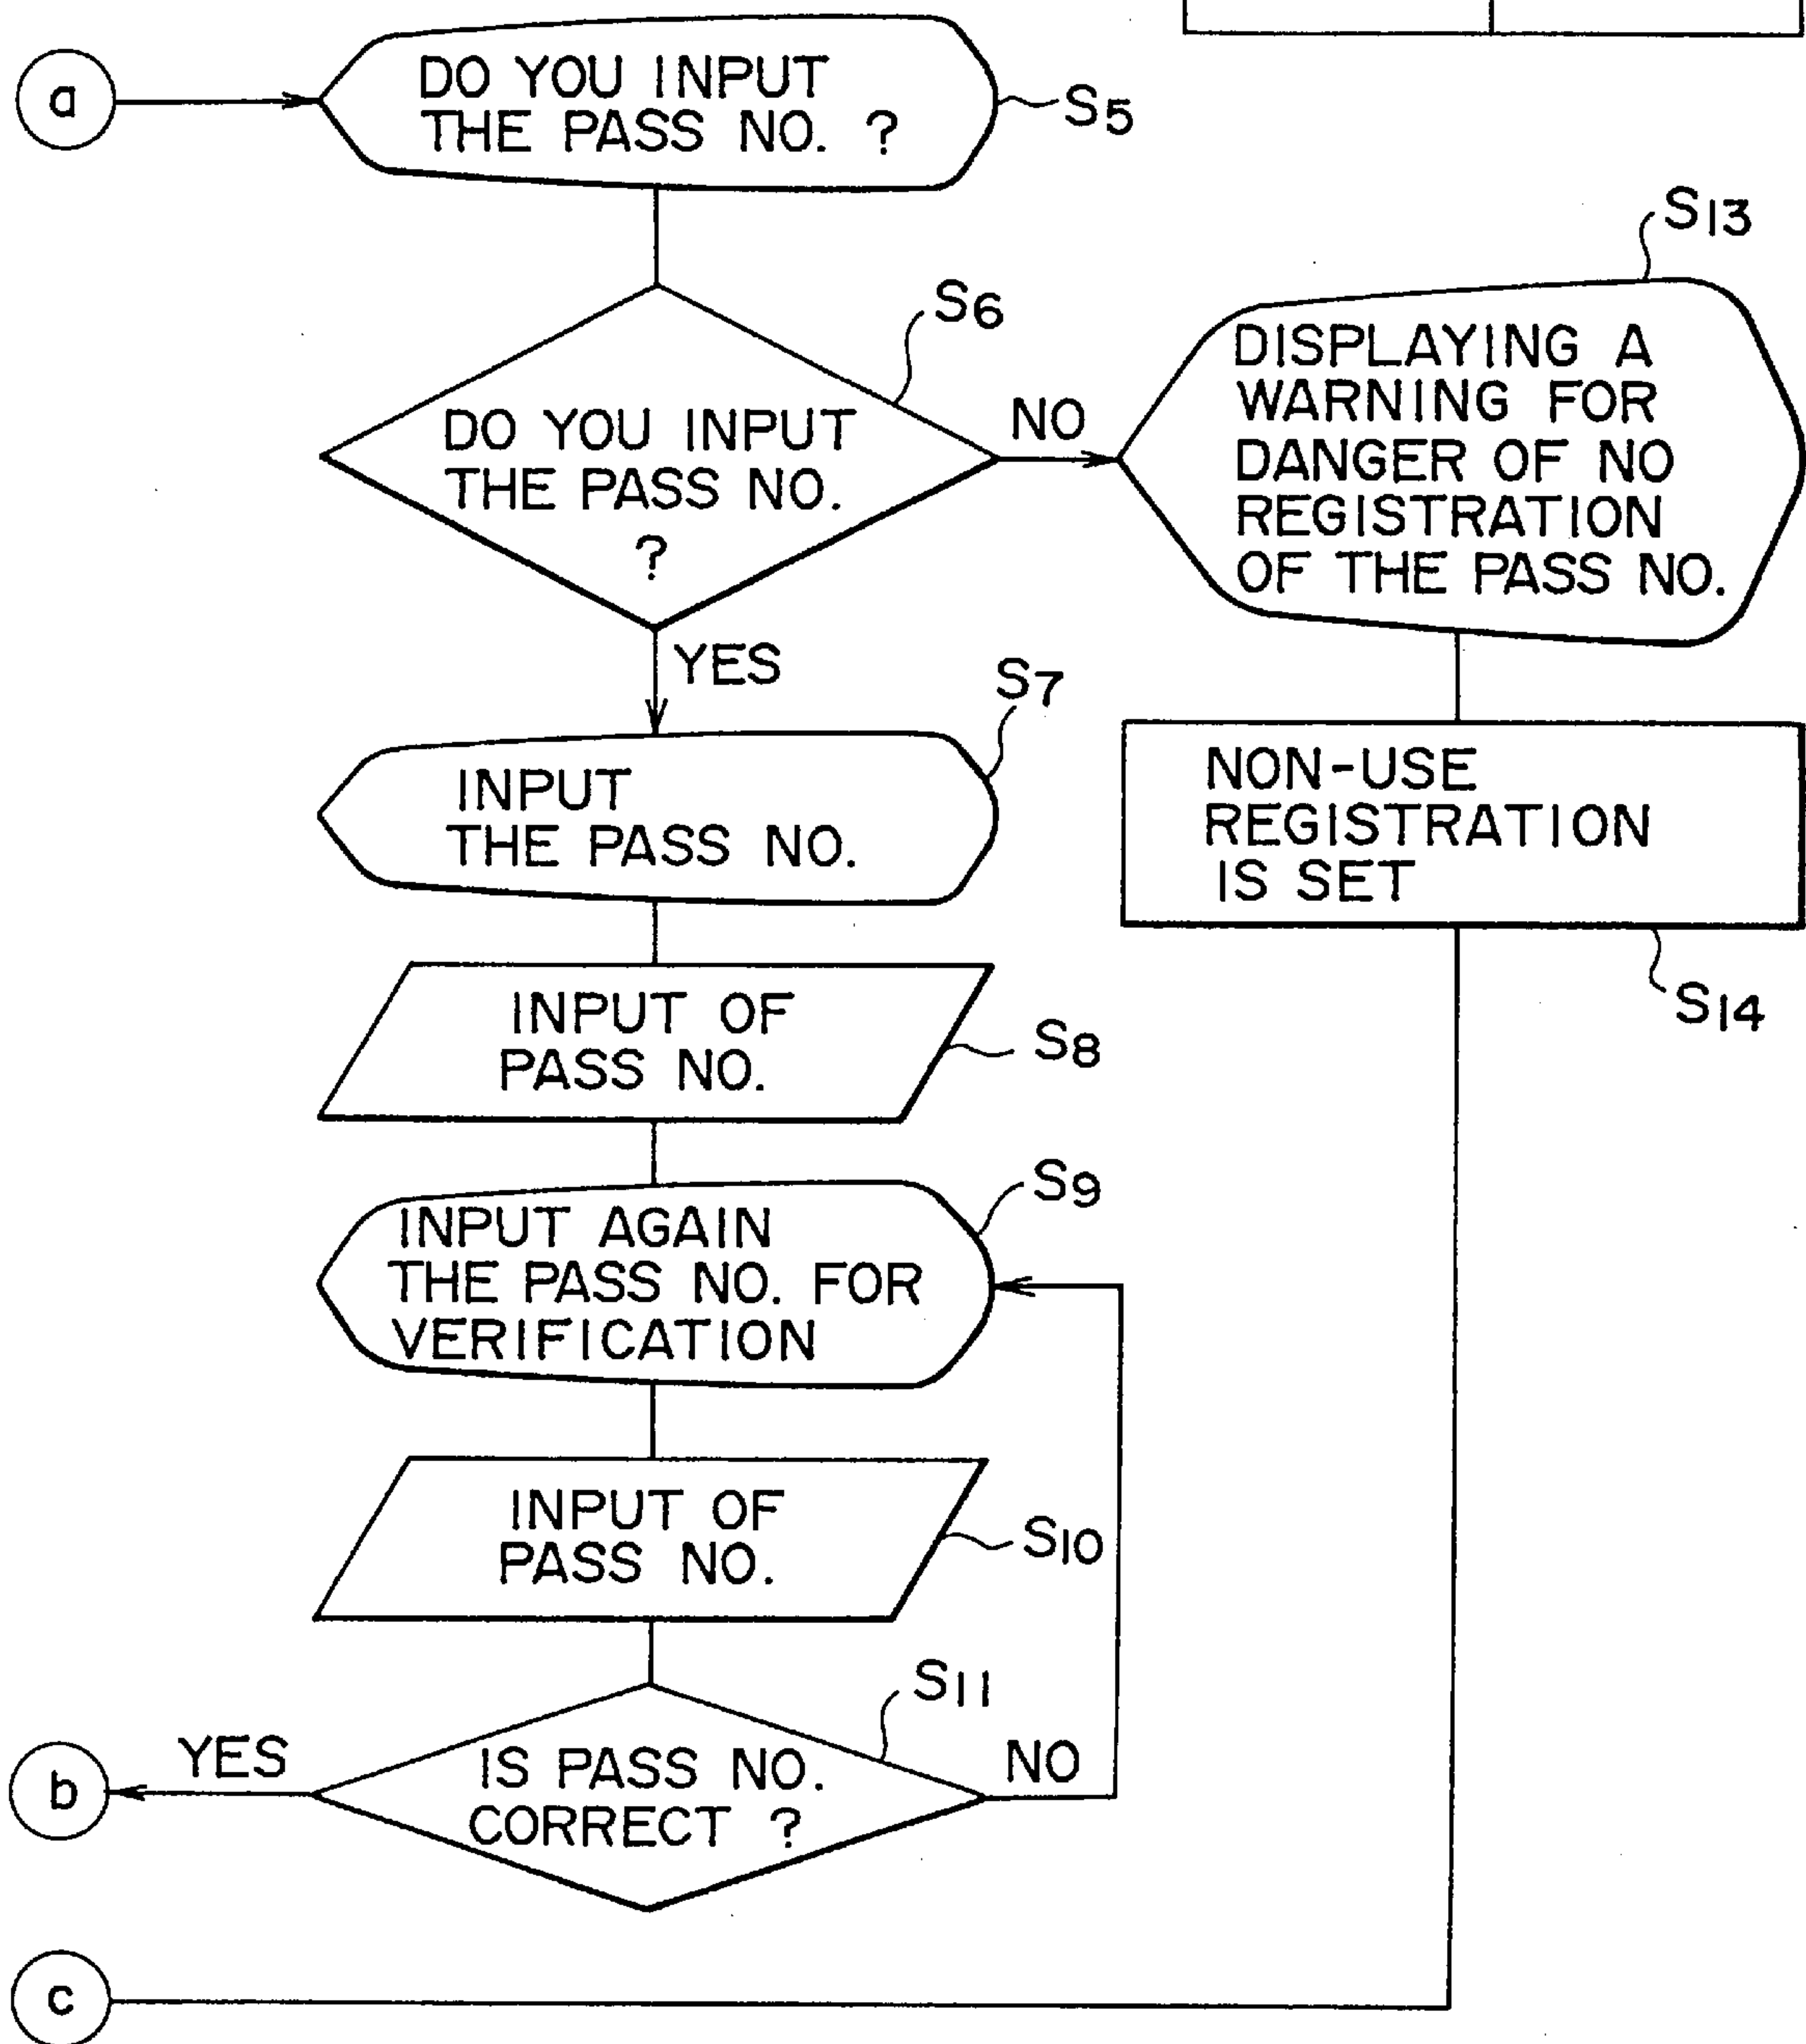 a
DO YOU INPUT
THE PASS NO. ?
S5
S6
DO YOU INPUT
THE PASS NO.
?
NO
S13
DISPLAYING A
WARNING FOR
DANGER OF NO
REGISTRATION
OF THE PASS NO.
YES
S7
INPUT
THE PASS NO.
NON-USE
REGISTRATION
IS SET
S14
INPUT OF
PASS NO.
S8
S9
INPUT AGAIN
THE PASS NO. FOR
VERIFICATION
INPUT OF
PASS NO.
S10
S11
IS PASS NO.
CORRECT ?
YES
NO
b
c